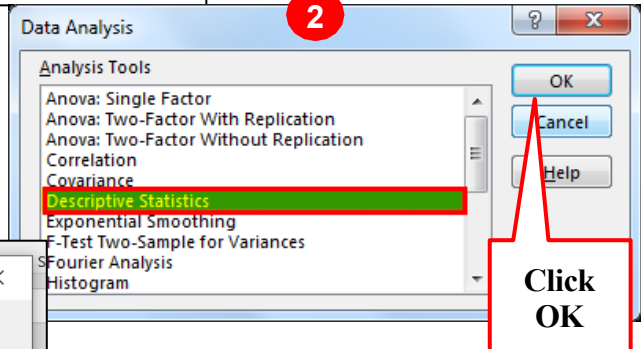 2
Data Analysis
?
X
Analysis Tools
Anova: Single Factor
Anova: Two-Factor With Replication
Anova: Two-Factor Without Replication
Correlation
Covariance
Descriptive Statistics
Exponential Smoothing
F-Test Two-Sample for Variances
Fourier Analysis
Histogram
OK
Cancel
Help
Click
OK